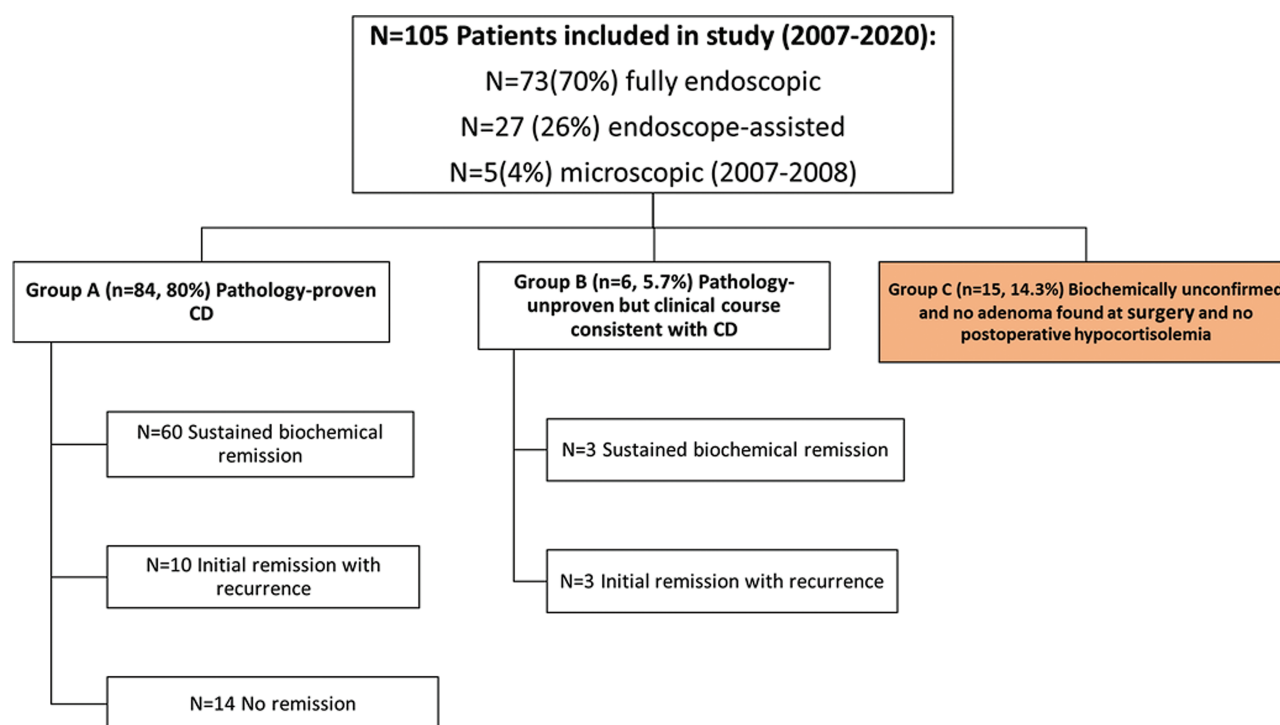 N=105 Patients included in study (2007-2020):
N=73(70%) fully endoscopic
N=27 (26%) endoscope-assisted
N=5(4%) microscopic (2007-2008)
Group A (n=84, 80%) Pathology-proven
CD
Group B (n=6, 5.7%) Pathology-
unproven but clinical course
consistent with CD
Group C (n=15, 14.3%) Biochemically unconfirmed
and no adenoma found at surgery and no
postoperative hypocortisolemia
N=60 Sustained biochemical
remission
N=3 Sustained biochemical remission
N=10 Initial remission with
recurrence
N=3 Initial remission with recurrence
N=14 No remission